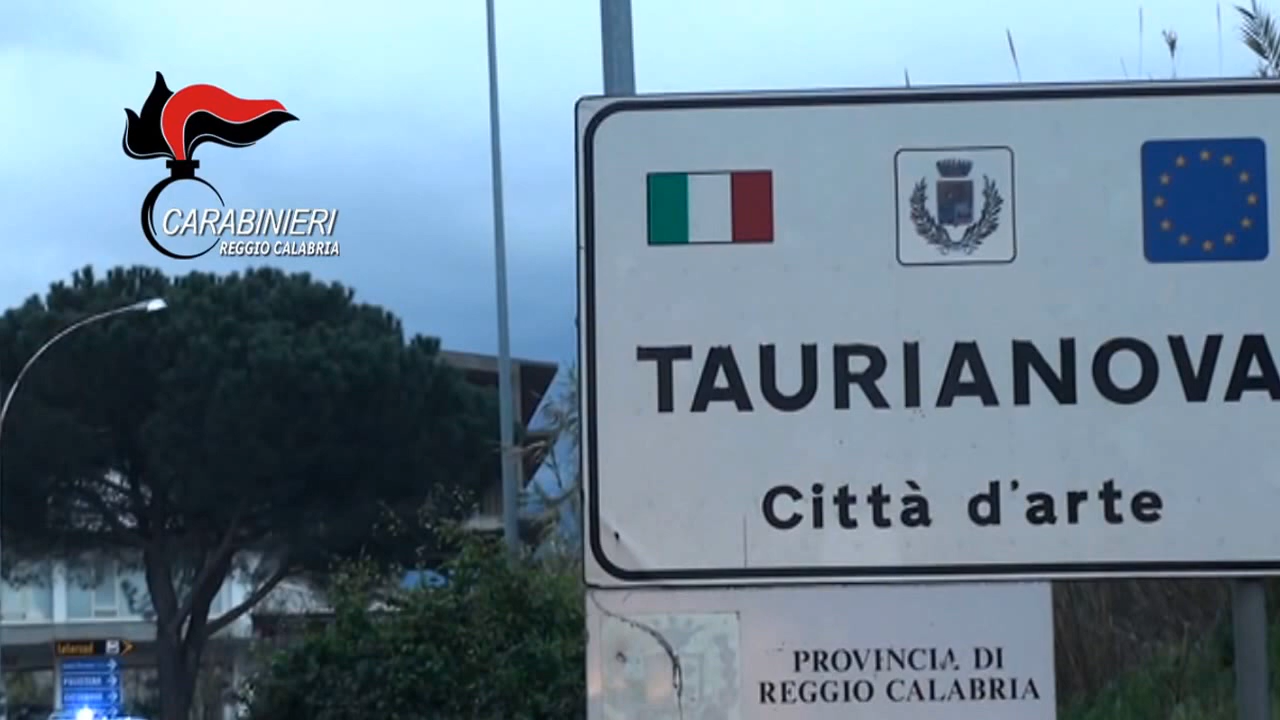 CARABINIERI
REGGIO CALABRIA
TAURIANOVA
Città d'arte
PROVINCIA DI
REGGIO CALABRIA